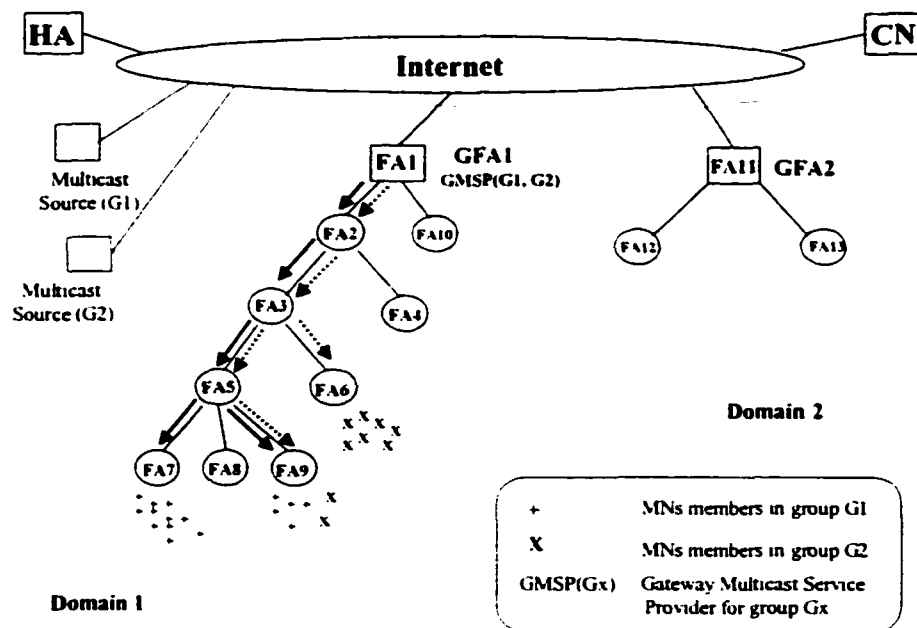 HA
CN
Internet
Multicast
Source (G1)
Multicast
Source (G2)
FA1
GFA1
GMSP(G1, G2)
FA11
GFA2
FA2
FA10
FA12
FA13
FA3
FA4
FA5
FA6
FA7
FA8
FA9
Domain 2
Domain 1
+ MNs members in group G1
X MNs members in group G2
GMSP(Gx) Gateway Multicast Service
Provider for group Gx